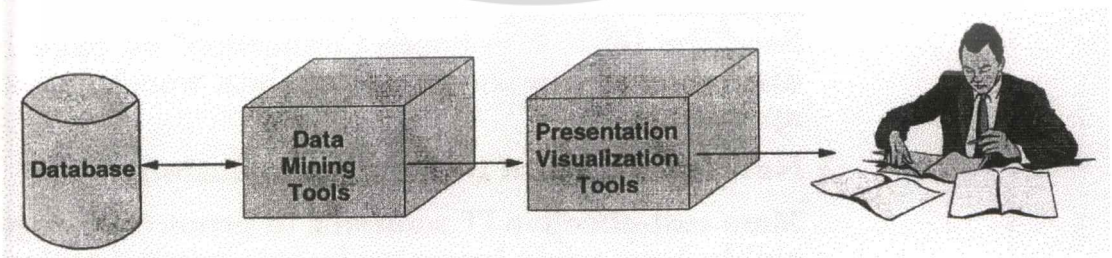 Database
Data
Mining
Tools
Presentation
Visualization
Tools